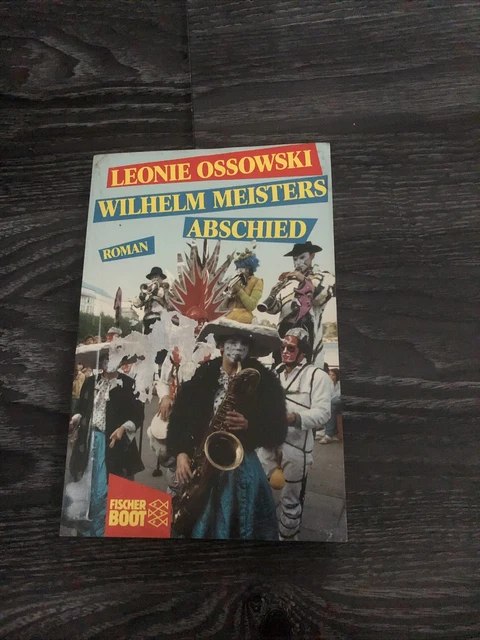 LEONIE OSSOWSKI
WILHELM MEISTERS
ABSCHIED
ROMAN
FISCHER
BOOT